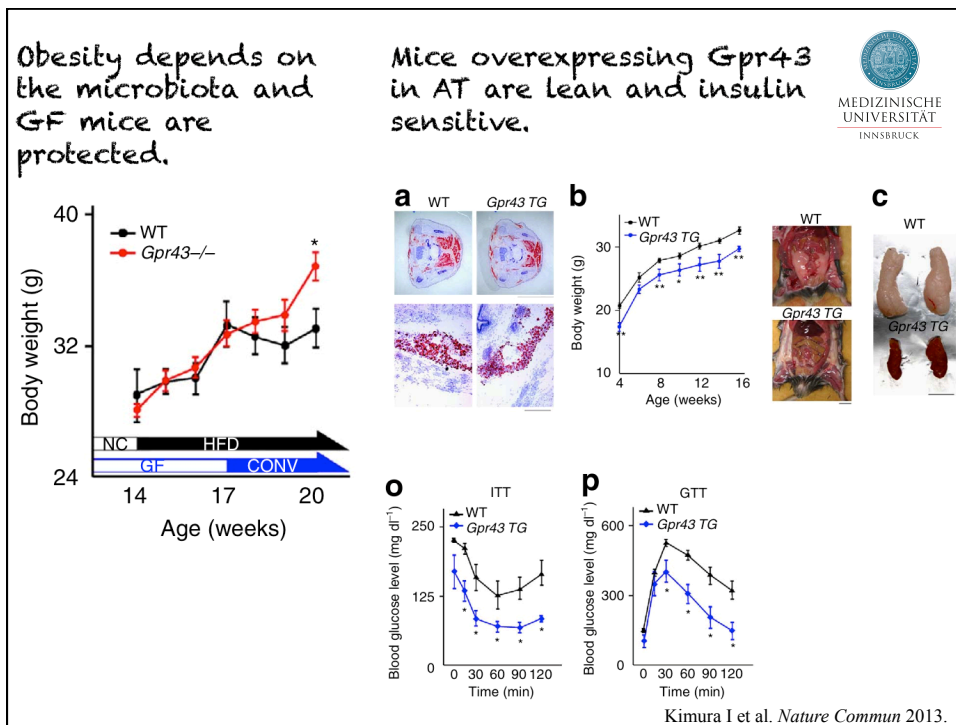 Obesity depends on
the microbiota and
GF mice are
protected.
Mice overexpressing Gpr43
in AT are lean and insulin
sensitive.
MEDIZINISCHE
UNIVERSITÄT
INNSBRUCK
40
32
24
Body weight (g)
WT
Gpr43–/–
*
NC
HFD
GF
CONV
14
17
20
Age (weeks)
a
WT
Gpr43 TG
b
WT
Gpr43 TG
30
20
10
Body weight (g)
** ** * ** ** **
4
8
12
16
Age (weeks)
WT
Gpr43 TG
c
WT
Gpr43 TG
o
ITT
WT
Gpr43 TG
250
125
0
Blood glucose level (mg dl–1)
* * * * *
0 30 60 90 120
Time (min)
p
GTT
WT
Gpr43 TG
600
300
0
Blood glucose level (mg dl–1)
* * * *
0 30 60 90 120
Time (min)
Kimura I et al. Nature Commun 2013.